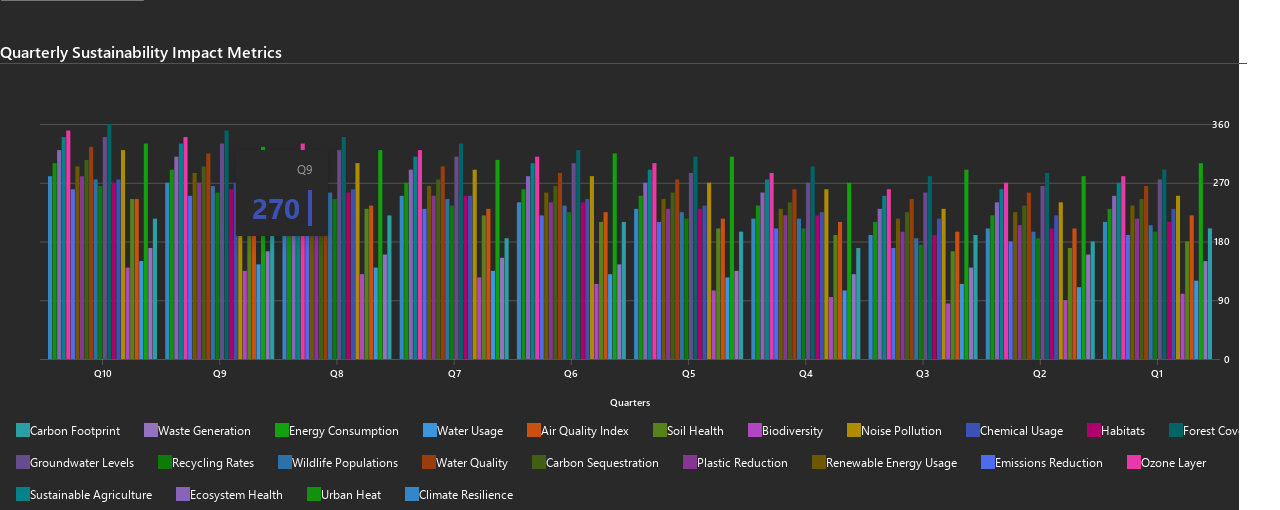 Quarterly Sustainability Impact Metrics
360
Q9
270
270
180
90
0
Q10 Q9 Q8 Q7 Q6 Q5 Q4 Q3 Q2 Q1
Quarters
Carbon Footprint Waste Generation Energy Consumption Water Usage Air Quality Index Soil Health Biodiversity Noise Pollution Chemical Usage Habitats Forest Cov
Groundwater Levels Recycling Rates Wildlife Populations Water Quality Carbon Sequestration Plastic Reduction Renewable Energy Usage Emissions Reduction Ozone Layer
Sustainable Agriculture Ecosystem Health Urban Heat Climate Resilience